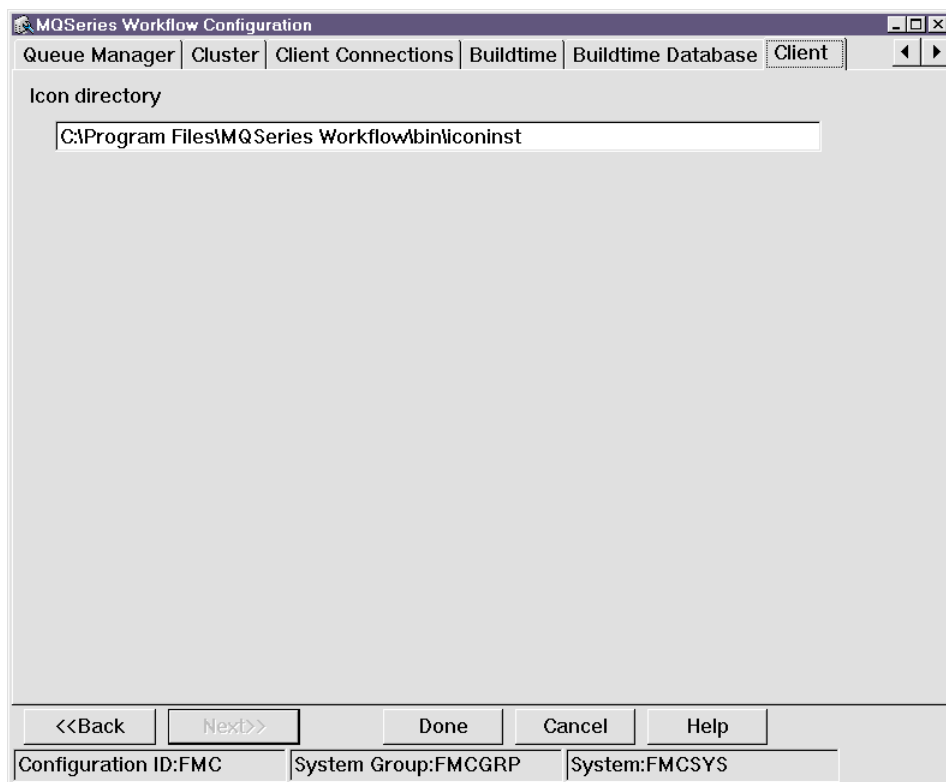 MQSeries Workflow Configuration
Queue Manager Cluster Client Connections Buildtime Buildtime Database Client
Icon directory
C:\Program Files\MQSeries Workflow\bin\iconinst
<<Back Next>> Done Cancel Help
Configuration ID:FMC System Group:FMCGRP System:FMCSYS